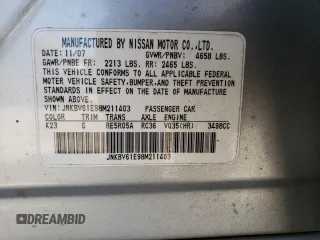 MANUFACTURED BY NISSAN MOTOR CO.,LTD.
DATE: 11/07 GVWR/PNBV: 4658 LBS.
GAWR/PNBE FR: 2213 LBS. RR: 2465 LBS.
THIS VEHICLE CONFORMS TO ALL APPLICABLE FEDERAL
MOTOR VEHICLE SAFETY, BUMPER, AND THEFT PREVENTION
STANDARDS IN EFFECT ON THE DATE OF MANUFACTURE
SHOWN ABOVE.
VIN: JNKBV61E98M211403 PASSENGER CAR
COLOR TRIM TRANS AXLE ENGINE
K23 G RE5R05A RC36 VQ35(HR) 3498CC
JNKBV61E98M211403
DREAMBID